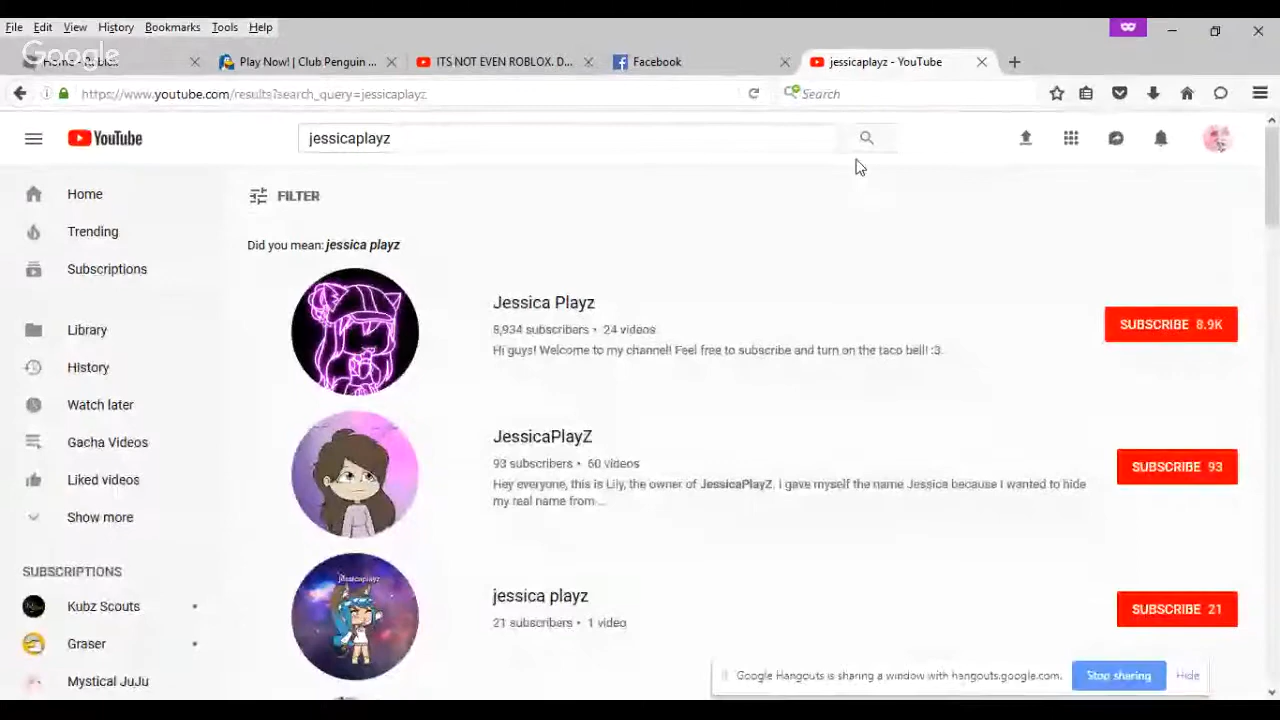 File Edit View History Bookmarks Tools Help
Google
Play Now! | Club Penguin ...
ITS NOT EVEN ROBLOX. D...
Facebook
jessicaplayz - YouTube
https://www.youtube.com/results?search_query=jessicaplayz
Search
YouTube
jessicaplayz
Home
FILTER
Trending
Did you mean: jessica playz
Subscriptions
Jessica Playz
8,934 subscribers • 24 videos
SUBSCRIBE 8.9K
Hi guys! Welcome to my channel! Feel free to subscribe and turn on the taco bell! :3.
Library
History
Watch later
JessicaPlayZ
Gacha Videos
93 subscribers • 60 videos
SUBSCRIBE 93
Hey everyone, this is Lily, the owner of JessicaPlayZ. I gave myself the name Jessica because I wanted to hide
my real name from ...
Liked videos
Show more
SUBSCRIPTIONS
jessicaplayz
jessica playz
Kubz Scouts
SUBSCRIBE 21
21 subscribers • 1 video
Graser
Mystical JuJu
Google Hangouts is sharing a window with hangouts.google.com.
Stop sharing
Hide